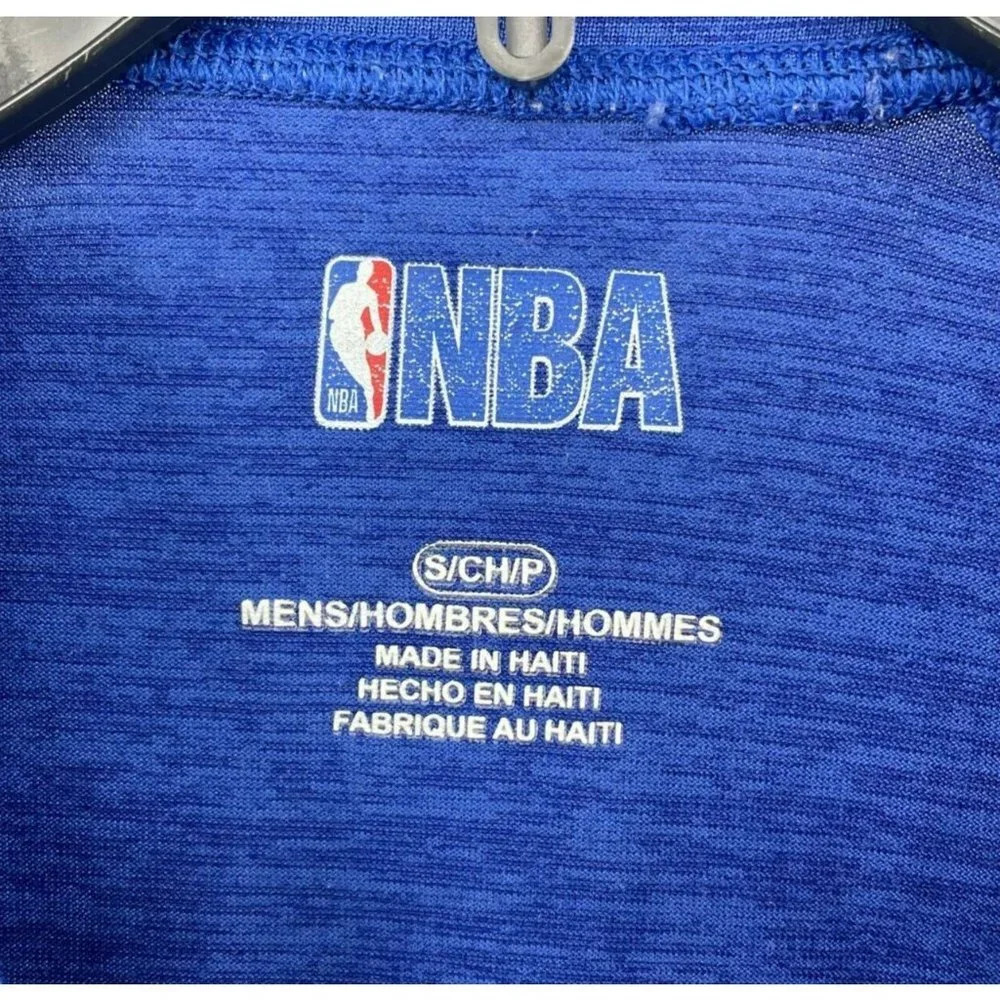 NBA NBA
S/CH/P
MENS/HOMBRES/HOMMES
MADE IN HAITI
HECHO EN HAITI
FABRIQUE AU HAITI